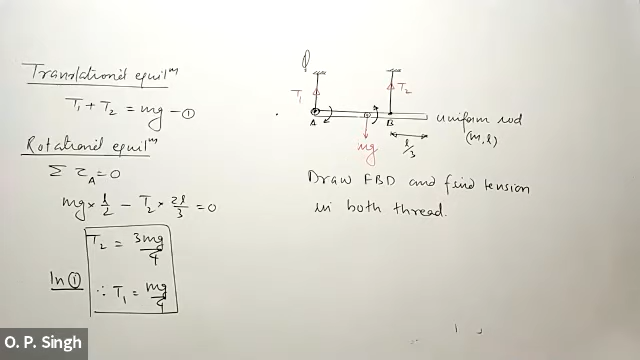 Translational equilᵐ
T₁ + T₂ = mg — ①
Rotational equilᵐ
Σ τ_A = 0
mg × l/2 − T₂ × 2l/3 = 0
T₂ = 3mg/4
In ①
∴ T₁ = mg/4
T₁
T₂
A
B
mg
l/3
uniform rod
(m, l)
Draw FBD and find tension
in both thread.
O. P. Singh